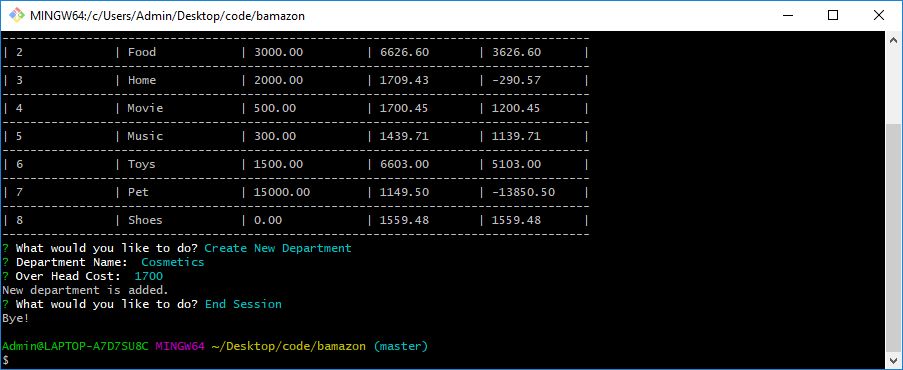 MINGW64:/c/Users/Admin/Desktop/code/bamazon
-----------------------------------------------------------------------------------
| 2 | Food | 3000.00 | 6626.60 | 3626.60 |
-----------------------------------------------------------------------------------
| 3 | Home | 2000.00 | 1709.43 | -290.57 |
-----------------------------------------------------------------------------------
| 4 | Movie | 500.00 | 1700.45 | 1200.45 |
-----------------------------------------------------------------------------------
| 5 | Music | 300.00 | 1439.71 | 1139.71 |
-----------------------------------------------------------------------------------
| 6 | Toys | 1500.00 | 6603.00 | 5103.00 |
-----------------------------------------------------------------------------------
| 7 | Pet | 15000.00 | 1149.50 | -13850.50 |
-----------------------------------------------------------------------------------
| 8 | Shoes | 0.00 | 1559.48 | 1559.48 |
-----------------------------------------------------------------------------------
? What would you like to do? Create New Department
? Department Name:  Cosmetics
? Over Head Cost:  1700
New department is added.
? What would you like to do? End Session
Bye!
Admin@LAPTOP-A7D7SU8C MINGW64 ~/Desktop/code/bamazon (master)
$